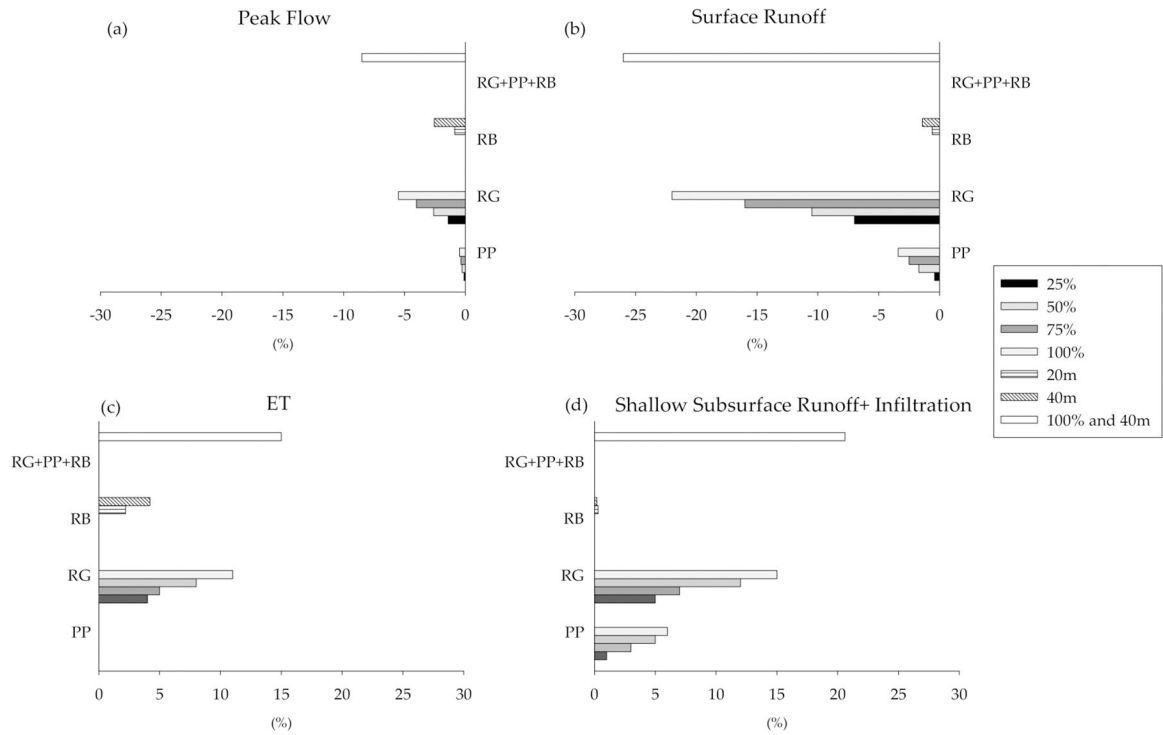 (a)
Peak Flow
RG+PP+RB
RB
RG
PP
-30 -25 -20 -15 -10 -5 0
(%)
(b)
Surface Runoff
RG+PP+RB
RB
RG
PP
-30 -25 -20 -15 -10 -5 0
(%)
25%
50%
75%
100%
20m
40m
100% and 40m
(c)
ET
RG+PP+RB
RB
RG
PP
0 5 10 15 20 25 30
(%)
(d)
Shallow Subsurface Runoff+ Infiltration
RG+PP+RB
RB
RG
PP
0 5 10 15 20 25 30
(%)